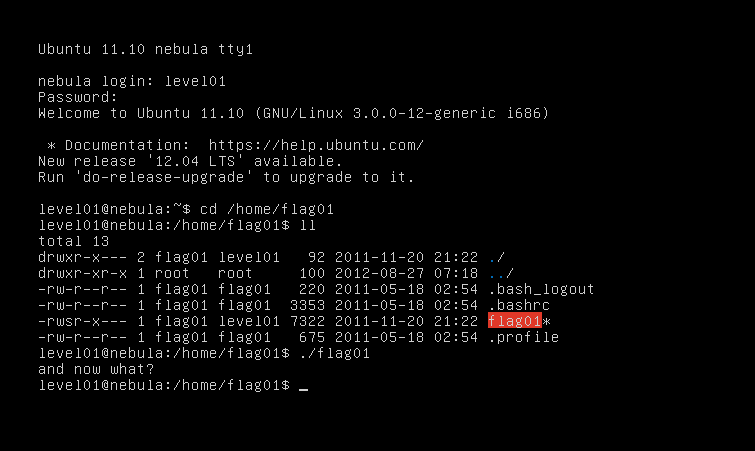 Ubuntu 11.10 nebula tty1
nebula login: level01
Password:
Welcome to Ubuntu 11.10 (GNU/Linux 3.0.0-12-generic i686)
 * Documentation:  https://help.ubuntu.com/
New release '12.04 LTS' available.
Run 'do-release-upgrade' to upgrade to it.
level01@nebula:~$ cd /home/flag01
level01@nebula:/home/flag01$ ll
total 13
drwxr-x--- 2 flag01 level01   92 2011-11-20 21:22 ./
drwxr-xr-x 1 root   root     100 2012-08-27 07:18 ../
-rw-r--r-- 1 flag01 flag01   220 2011-05-18 02:54 .bash_logout
-rw-r--r-- 1 flag01 flag01  3353 2011-05-18 02:54 .bashrc
-rwsr-x--- 1 flag01 level01 7322 2011-11-20 21:22 flag01*
-rw-r--r-- 1 flag01 flag01   675 2011-05-18 02:54 .profile
level01@nebula:/home/flag01$ ./flag01
and now what?
level01@nebula:/home/flag01$ _